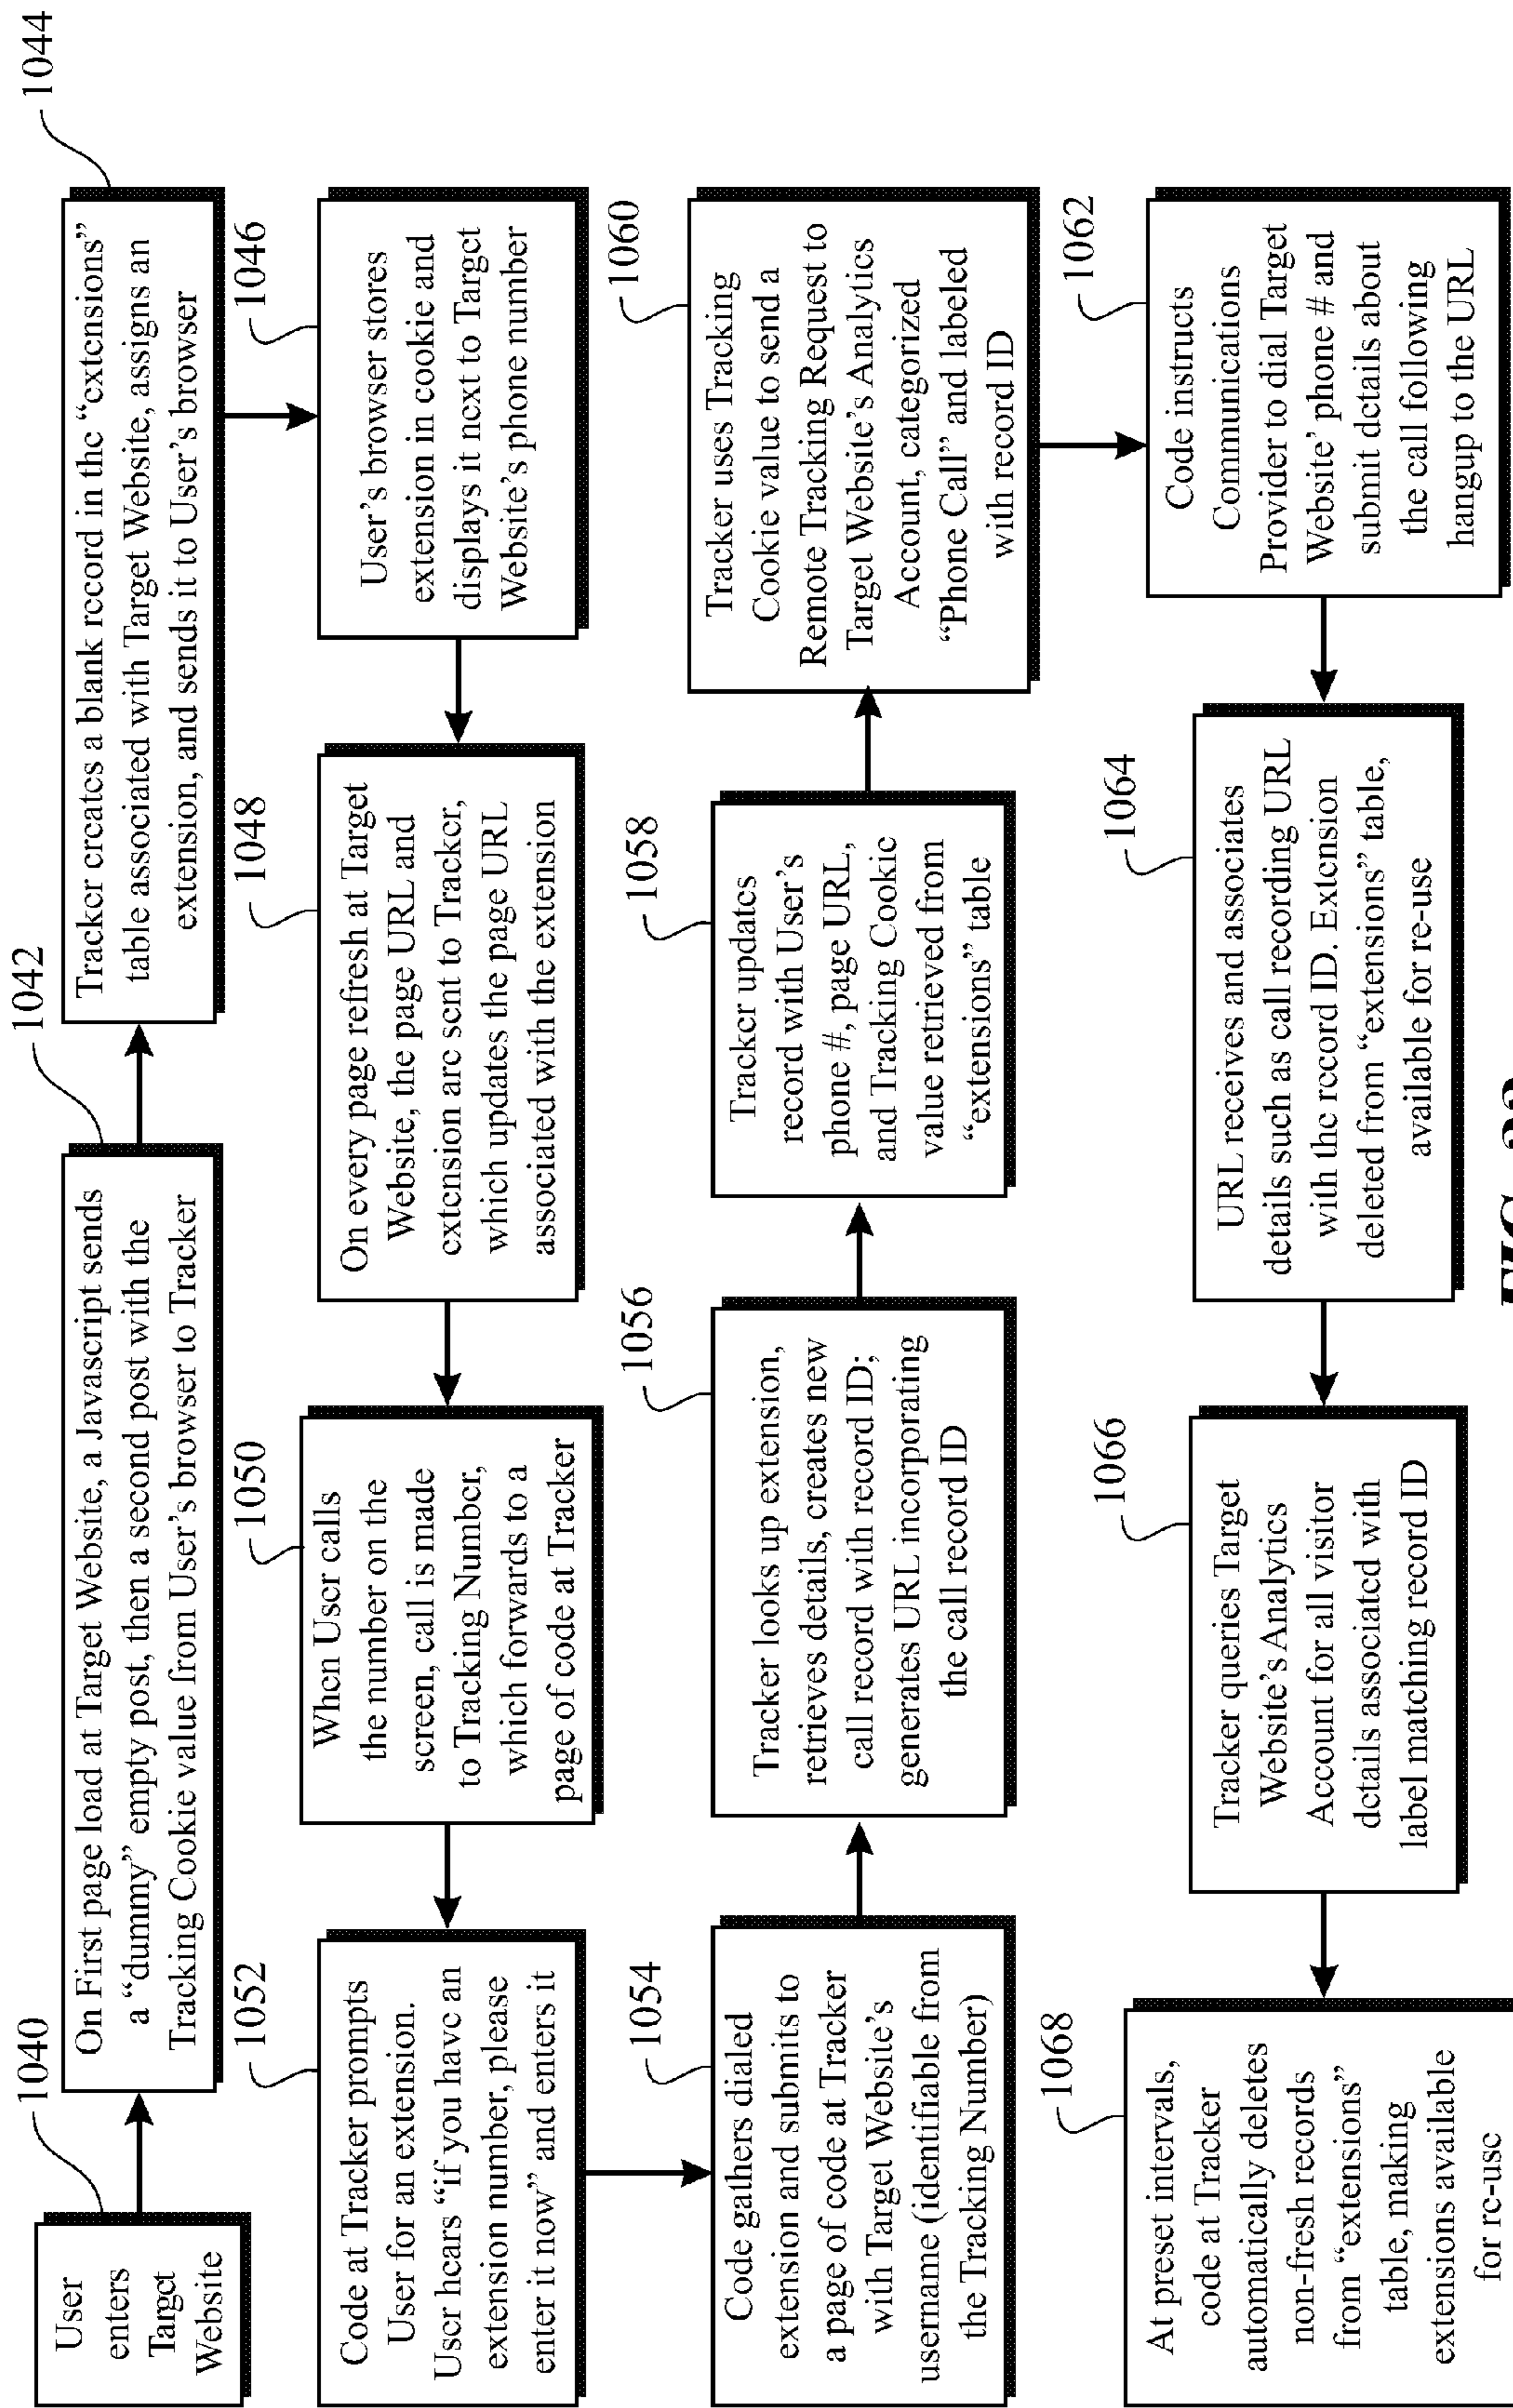 1040
User
enters
Target
Website
1042
On First page load at Target Website, a Javascript sends
a “dummy” empty post, then a second post with the
Tracking Cookie value from User’s browser to Tracker
1044
Tracker creates a blank record in the “extensions”
table associated with Target Website, assigns an
extension, and sends it to User’s browser
1046
User’s browser stores
extension in cookie and
displays it next to Target
Website’s phone number
1048
On every page refresh at Target
Website, the page URL and
extension are sent to Tracker,
which updates the page URL
associated with the extension
1050
When User calls
the number on the
screen, call is made
to Tracking Number,
which forwards to a
page of code at Tracker
1052
Code at Tracker prompts
User for an extension.
User hears “if you have an
extension number, please
enter it now” and enters it
1054
Code gathers dialed
extension and submits to
a page of code at Tracker
with Target Website’s
username (identifiable from
the Tracking Number)
1056
Tracker looks up extension,
retrieves details, creates new
call record with record ID;
generates URL incorporating
the call record ID
1058
Tracker updates
record with User’s
phone #, page URL,
and Tracking Cookie
value retrieved from
“extensions” table
1060
Tracker uses Tracking
Cookie value to send a
Remote Tracking Request to
Target Website’s Analytics
Account, categorized
“Phone Call” and labeled
with record ID
1062
Code instructs
Communications
Provider to dial Target
Website’ phone # and
submit details about
the call following
hangup to the URL
1064
URL receives and associates
details such as call recording URL
with the record ID. Extension
deleted from “extensions” table,
available for re-use
1066
Tracker queries Target
Website’s Analytics
Account for all visitor
details associated with
label matching record ID
1068
At preset intervals,
code at Tracker
automatically deletes
non-fresh records
from “extensions”
table, making
extensions available
for re-use